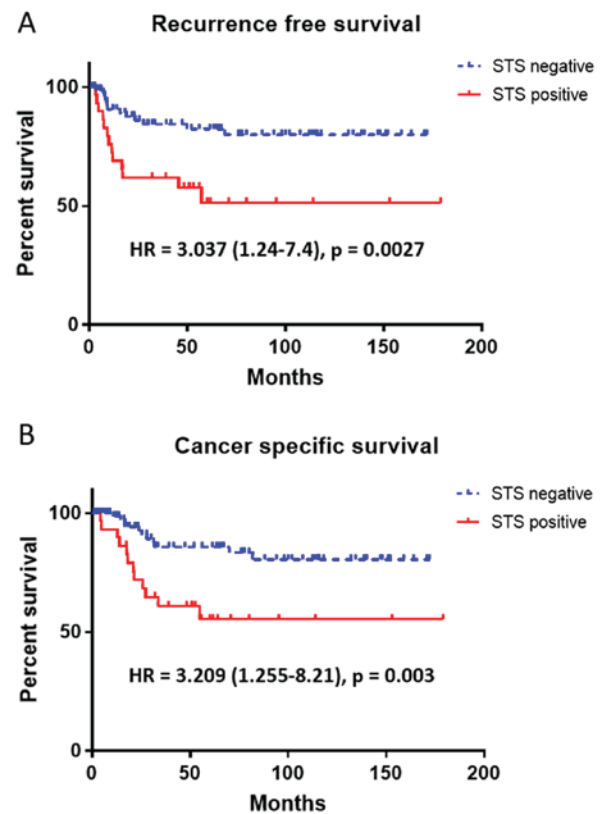 A
Recurrence free survival
STS negative
STS positive
Percent survival
100
50
0
HR = 3.037 (1.24-7.4), p = 0.0027
0 50 100 150 200
Months
B
Cancer specific survival
STS negative
STS positive
Percent survival
100
50
0
HR = 3.209 (1.255-8.21), p = 0.003
0 50 100 150 200
Months